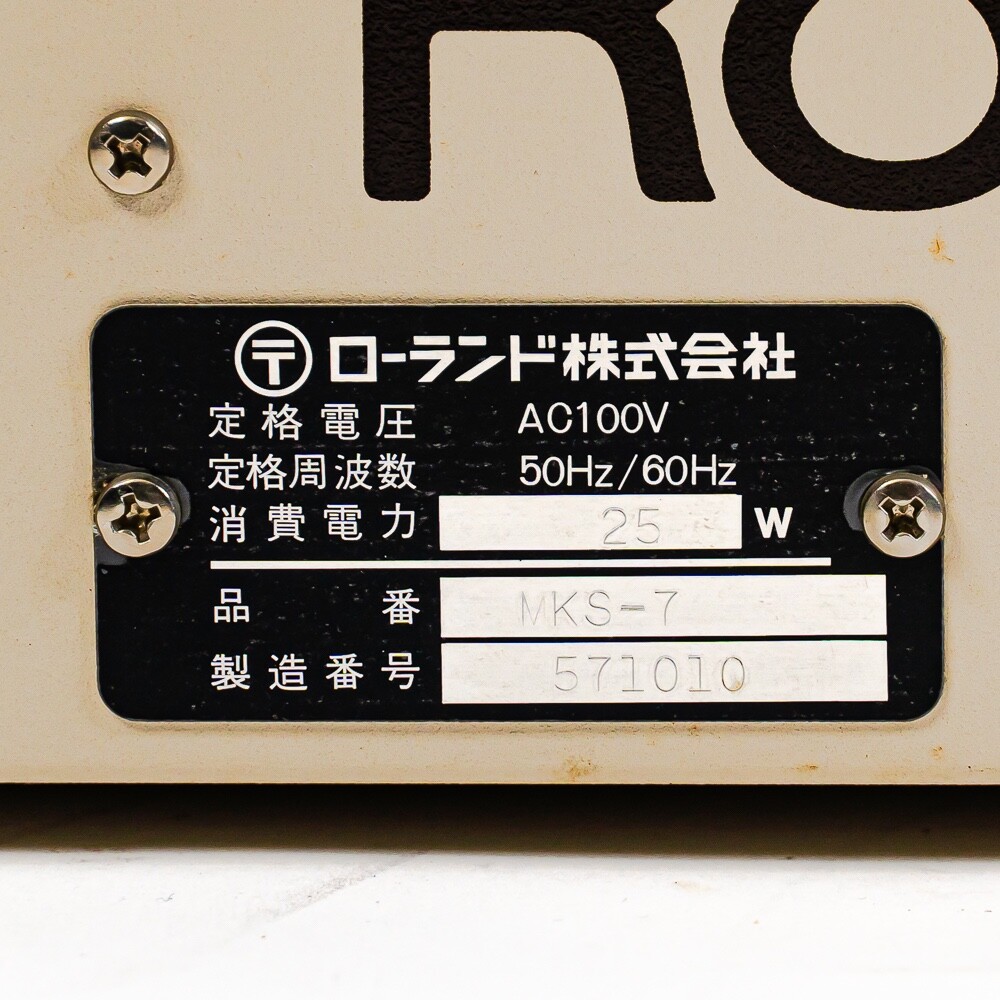 Ro
〒 ローランド株式会社
定格電圧 AC100V
定格周波数 50Hz/60Hz
消費電力 25 W
品番 MKS-7
製造番号 571010